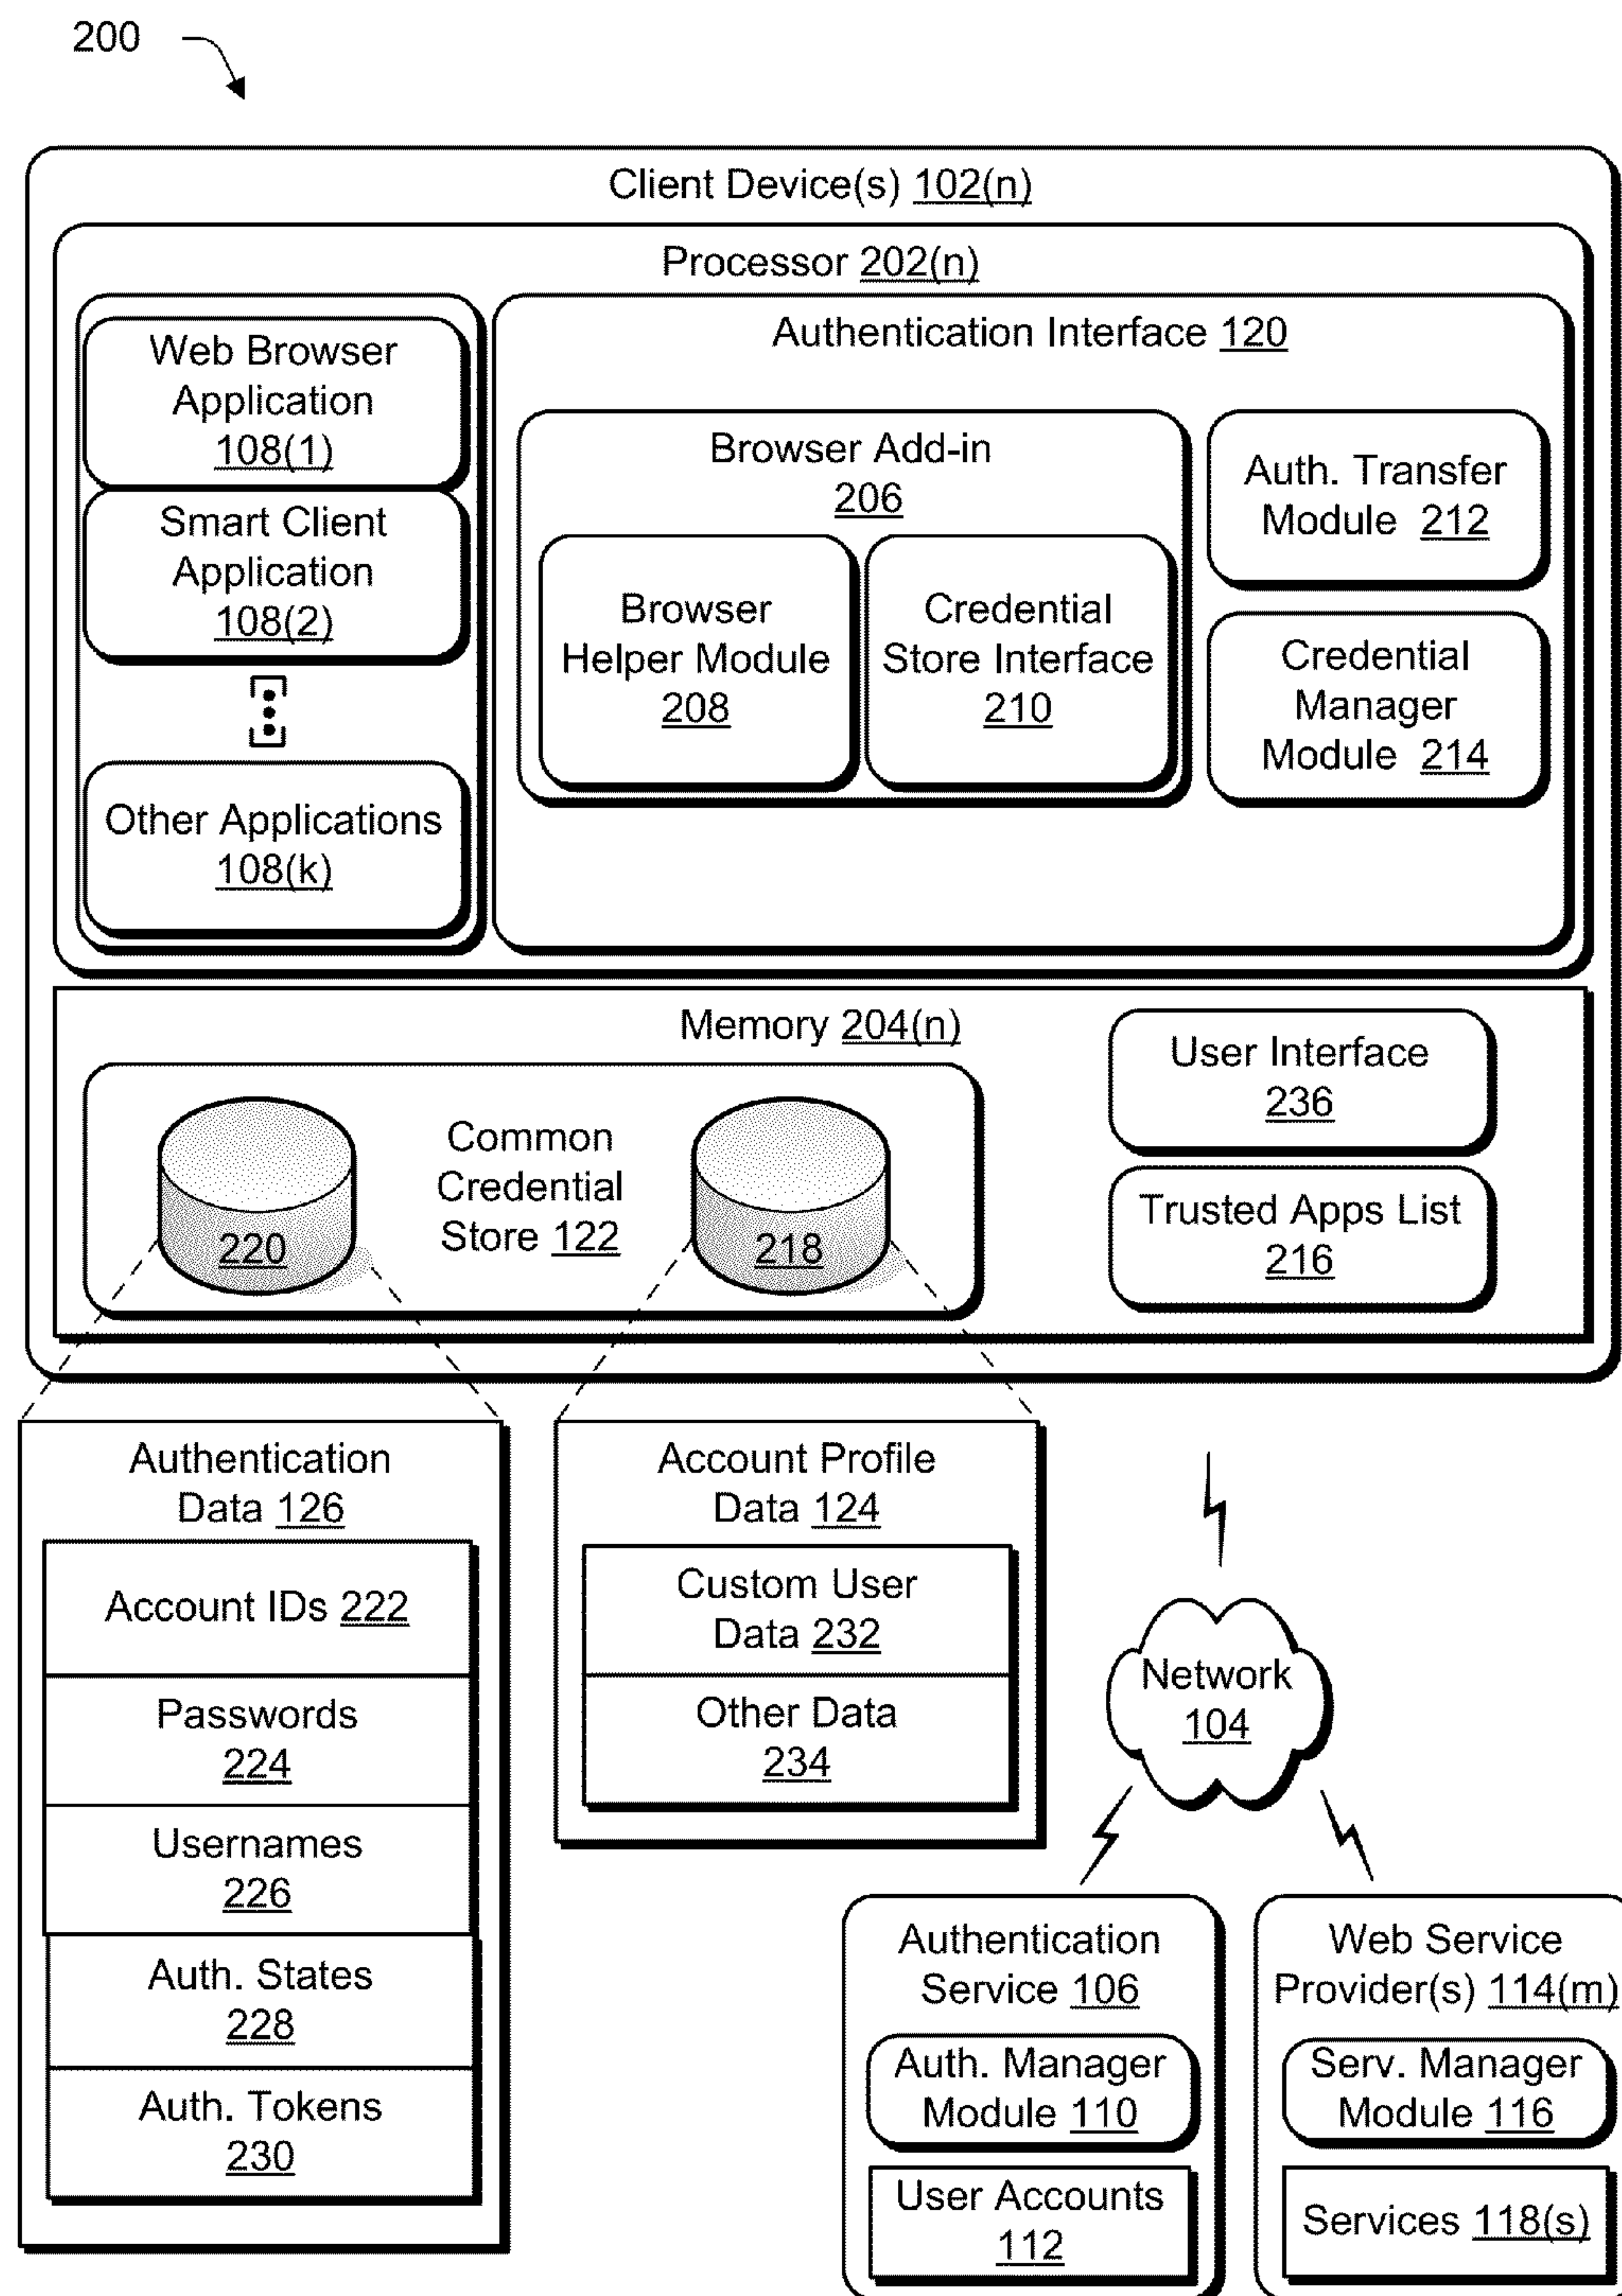 200
Client Device(s) 102(n)
Processor 202(n)
Web Browser
Application
108(1)
Smart Client
Application
108(2)
Other Applications
108(k)
Authentication Interface 120
Browser Add-in
206
Browser
Helper Module
208
Credential
Store Interface
210
Auth. Transfer
Module 212
Credential
Manager
Module 214
Memory 204(n)
220
Common
Credential
Store 122
218
User Interface
236
Trusted Apps List
216
Authentication
Data 126
Account IDs 222
Passwords
224
Usernames
226
Auth. States
228
Auth. Tokens
230
Account Profile
Data 124
Custom User
Data 232
Other Data
234
Network
104
Authentication
Service 106
Auth. Manager
Module 110
User Accounts
112
Web Service
Provider(s) 114(m)
Serv. Manager
Module 116
Services 118(s)